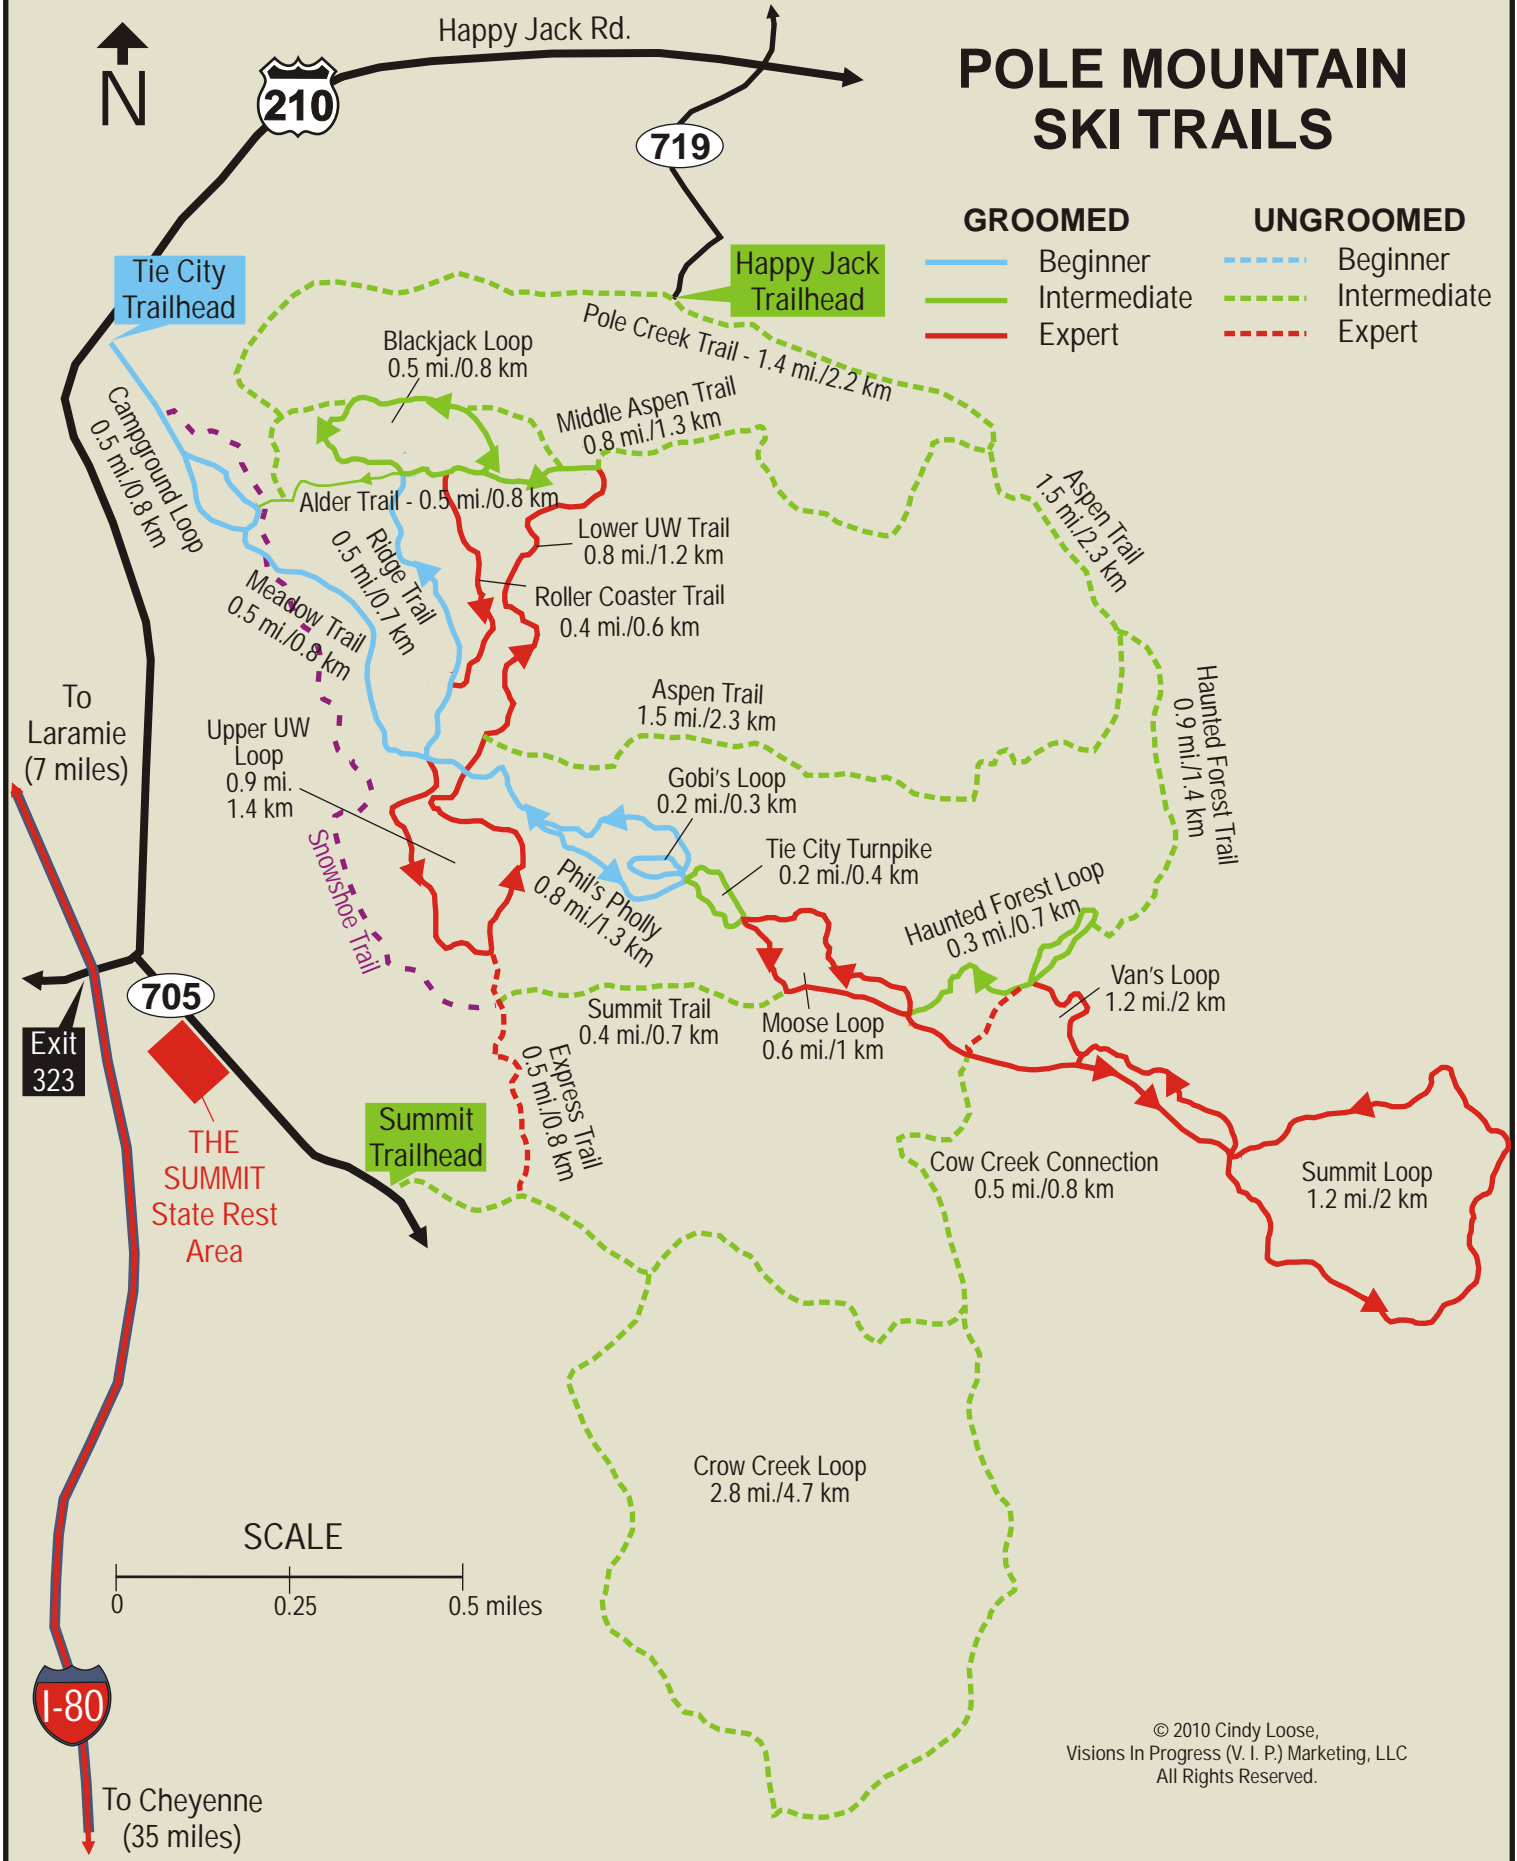 Happy Jack Rd.
N
210
719
POLE MOUNTAIN
SKI TRAILS
GROOMED
Beginner
Intermediate
Expert
UNGROOMED
Beginner
Intermediate
Expert
Tie City
Trailhead
Happy Jack
Trailhead
Pole Creek Trail - 1.4 mi./2.2 km
Blackjack Loop
0.5 mi./0.8 km
Middle Aspen Trail
0.8 mi./1.3 km
Campground Loop
0.5 mi./0.8 km
Alder Trail - 0.5 mi./0.8 km
Aspen Trail
1.5 mi./2.3 km
Lower UW Trail
0.8 mi./1.2 km
Ridge Trail
0.5 mi./0.7 km
Roller Coaster Trail
0.4 mi./0.6 km
Meadow Trail
0.5 mi./0.8 km
To
Laramie
(7 miles)
Upper UW
Loop
0.9 mi.
1.4 km
Aspen Trail
1.5 mi./2.3 km
Haunted Forest Trail
0.9 mi./1.4 km
Gobi's Loop
0.2 mi./0.3 km
Tie City Turnpike
0.2 mi./0.4 km
Snowshoe Trail
Phil's Pholly
0.8 mi./1.3 km
Haunted Forest Loop
0.3 mi./0.7 km
Van's Loop
1.2 mi./2 km
705
Exit
323
Summit Trail
0.4 mi./0.7 km
Moose Loop
0.6 mi./1 km
Express Trail
0.5 mi./0.8 km
Summit
Trailhead
THE
SUMMIT
State Rest
Area
Cow Creek Connection
0.5 mi./0.8 km
Summit Loop
1.2 mi./2 km
Crow Creek Loop
2.8 mi./4.7 km
SCALE
0
0.25
0.5 miles
I-80
To Cheyenne
(35 miles)
© 2010 Cindy Loose,
Visions In Progress (V. I. P.) Marketing, LLC
All Rights Reserved.